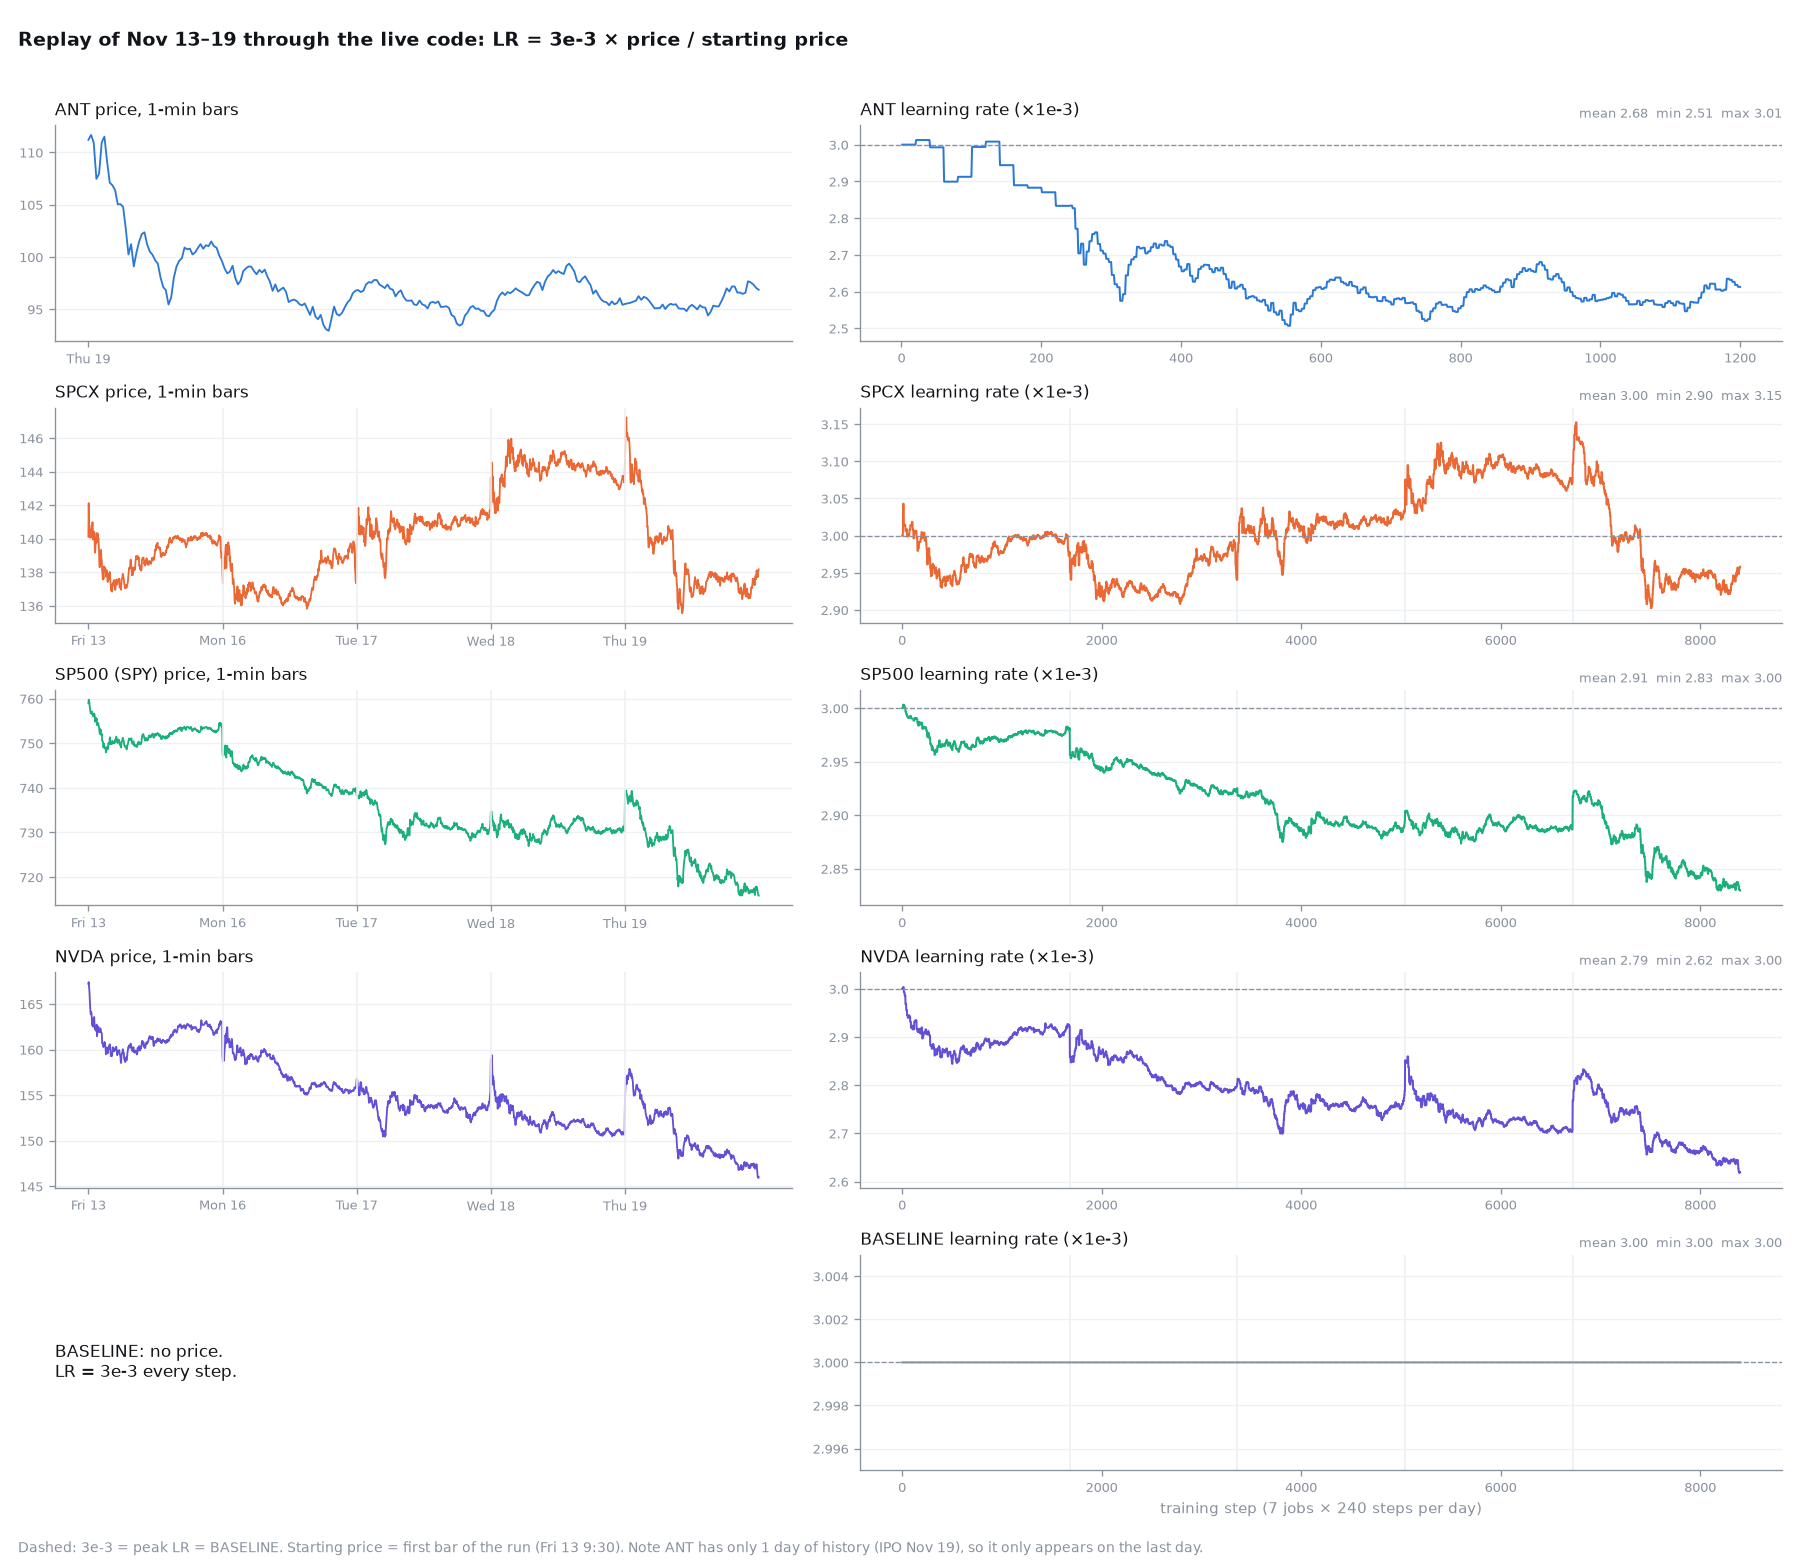 Replay of Nov 13–19 through the live code: LR = 3e-3 × price / starting price
ANT price, 1-min bars
110
105
100
95
Thu 19
ANT learning rate (×1e-3)
mean 2.68 min 2.51 max 3.01
3.0
2.9
2.8
2.7
2.6
2.5
0 200 400 600 800 1000 1200
SPCX price, 1-min bars
146
144
142
140
138
136
Fri 13 Mon 16 Tue 17 Wed 18 Thu 19
SPCX learning rate (×1e-3)
mean 3.00 min 2.90 max 3.15
3.15
3.10
3.05
3.00
2.95
2.90
0 2000 4000 6000 8000
SP500 (SPY) price, 1-min bars
760
750
740
730
720
Fri 13 Mon 16 Tue 17 Wed 18 Thu 19
SP500 learning rate (×1e-3)
mean 2.91 min 2.83 max 3.00
3.00
2.95
2.90
2.85
0 2000 4000 6000 8000
NVDA price, 1-min bars
165
160
155
150
145
Fri 13 Mon 16 Tue 17 Wed 18 Thu 19
NVDA learning rate (×1e-3)
mean 2.79 min 2.62 max 3.00
3.0
2.9
2.8
2.7
2.6
0 2000 4000 6000 8000
BASELINE: no price.
LR = 3e-3 every step.
BASELINE learning rate (×1e-3)
mean 3.00 min 3.00 max 3.00
3.004
3.002
3.000
2.998
2.996
0 2000 4000 6000 8000
training step (7 jobs × 240 steps per day)
Dashed: 3e-3 = peak LR = BASELINE. Starting price = first bar of the run (Fri 13 9:30). Note ANT has only 1 day of history (IPO Nov 19), so it only appears on the last day.